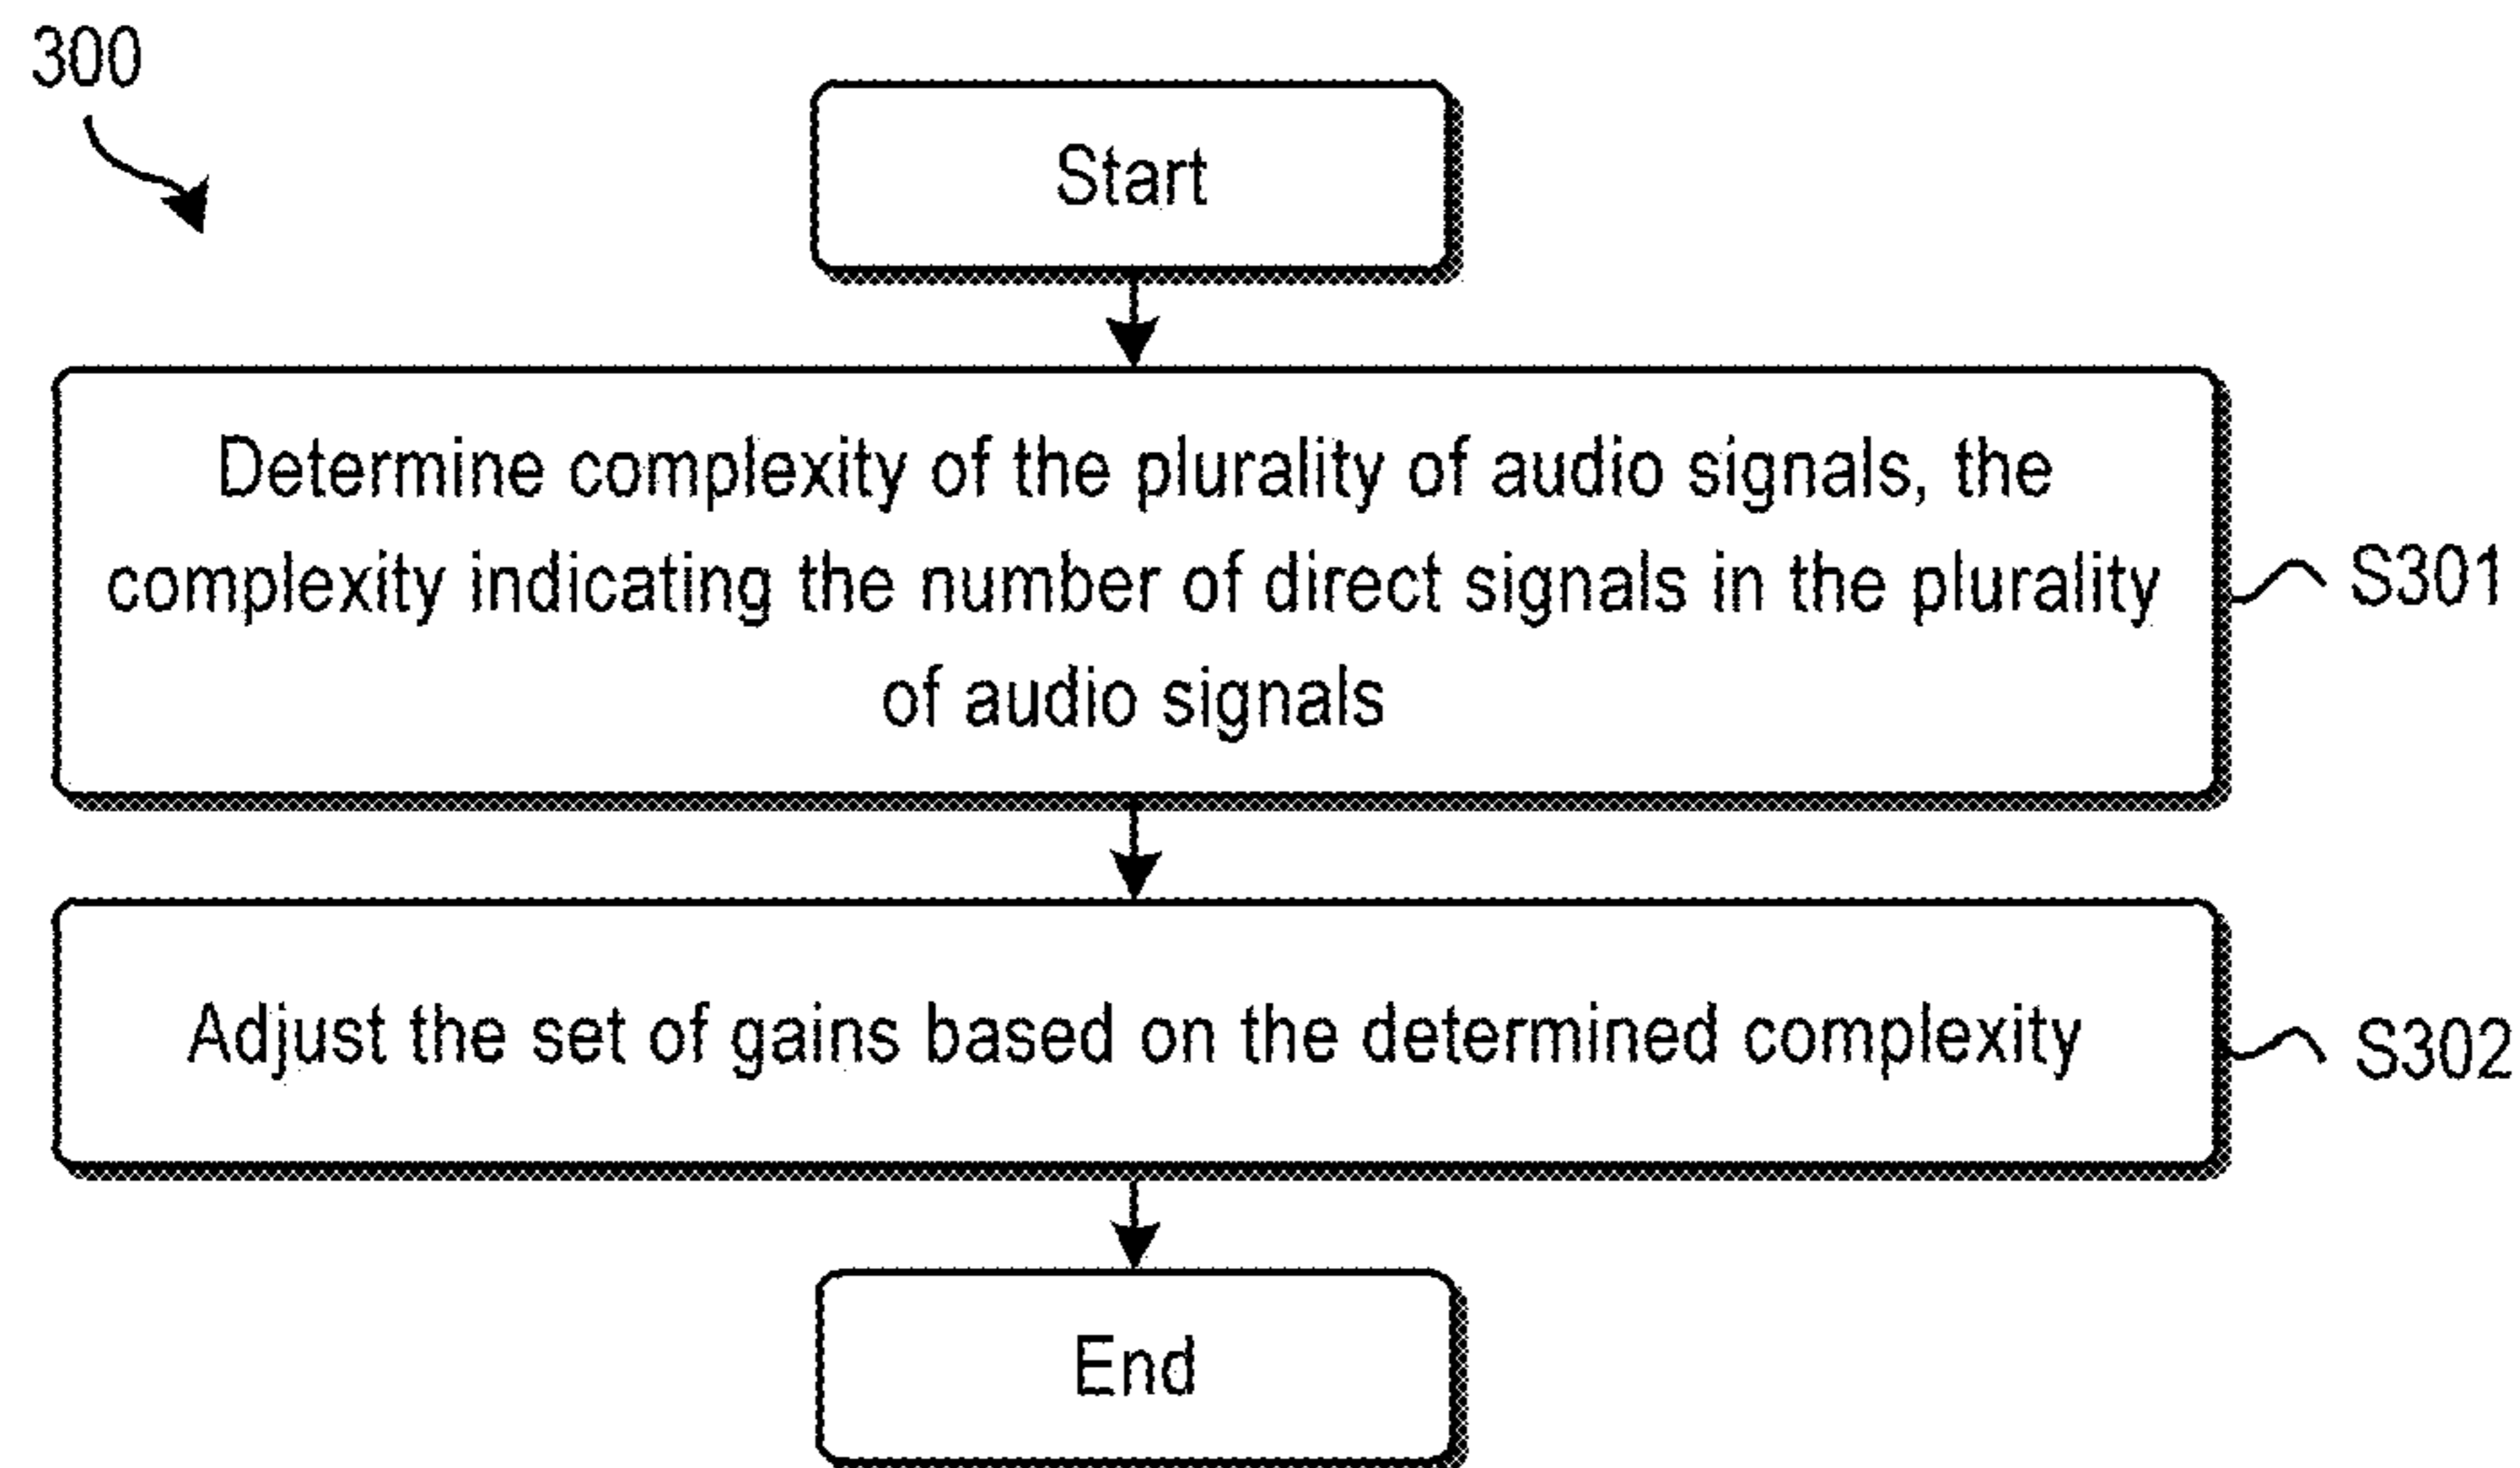 300
Start
Determine complexity of the plurality of audio signals, the
complexity indicating the number of direct signals in the plurality
of audio signals
S301
Adjust the set of gains based on the determined complexity
S302
End